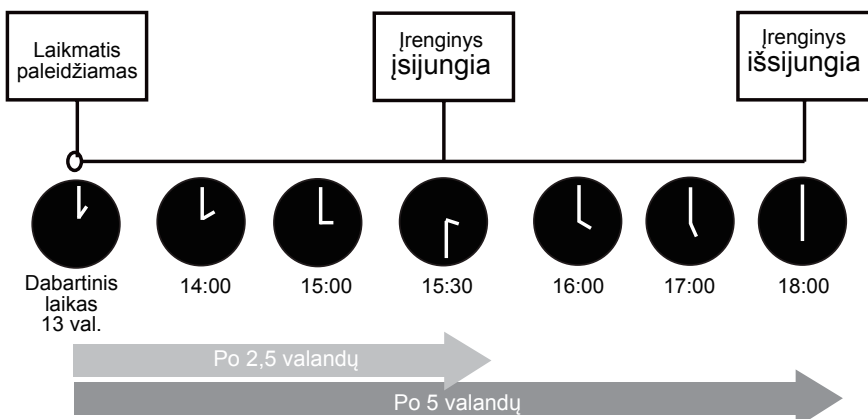 Laikmatis
paleidžiamas
Įrenginys
įsijungia
Įrenginys
išsijungia
Dabartinis
laikas
13 val.
14:00
15:00
15:30
16:00
17:00
18:00
Po 2,5 valandų
Po 5 valandų